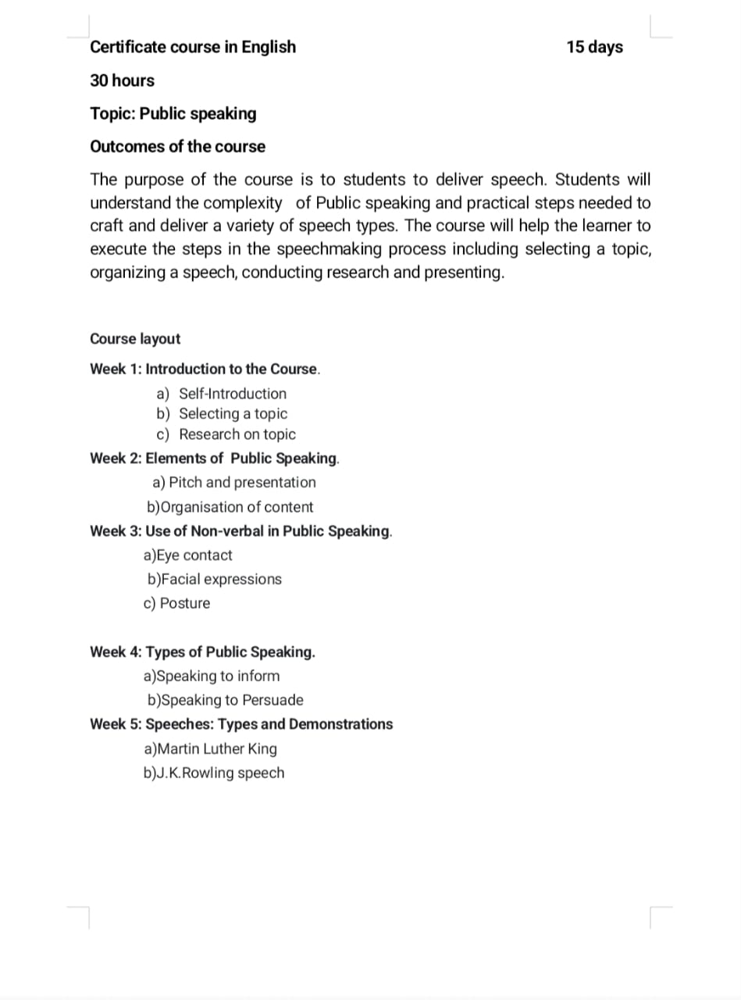 Certificate course in English 15 days
30 hours
Topic: Public speaking
Outcomes of the course
The purpose of the course is to students to deliver speech. Students will
understand the complexity of Public speaking and practical steps needed to
craft and deliver a variety of speech types. The course will help the learner to
execute the steps in the speechmaking process including selecting a topic,
organizing a speech, conducting research and presenting.
Course layout
Week 1: Introduction to the Course.
a) Self-Introduction
b) Selecting a topic
c) Research on topic
Week 2: Elements of Public Speaking.
a) Pitch and presentation
b)Organisation of content
Week 3: Use of Non-verbal in Public Speaking.
a)Eye contact
b)Facial expressions
c) Posture
Week 4: Types of Public Speaking.
a)Speaking to inform
b)Speaking to Persuade
Week 5: Speeches: Types and Demonstrations
a)Martin Luther King
b)J.K.Rowling speech